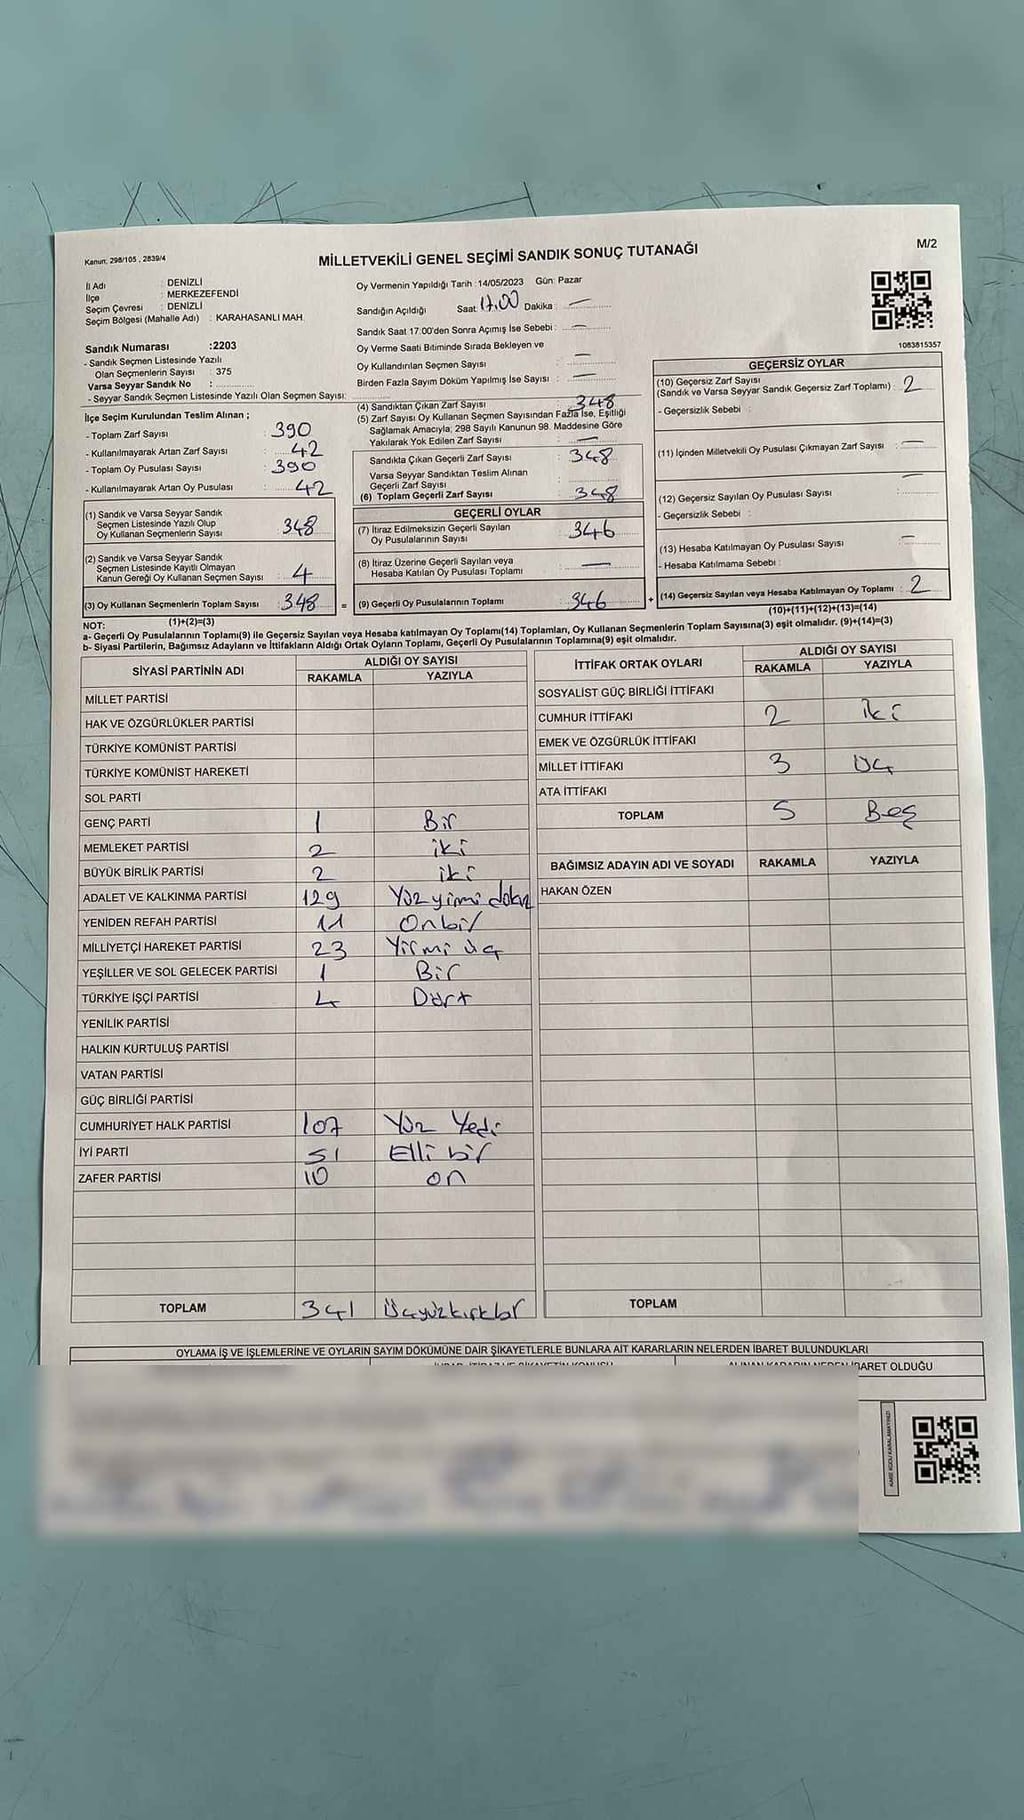 Kanun: 298/105 , 2839/4
MİLLETVEKİLİ GENEL SEÇİMİ SANDIK SONUÇ TUTANAĞI
M/2
İl Adı : DENİZLİ
İlçe : MERKEZEFENDİ
Seçim Çevresi : DENİZLİ
Seçim Bölgesi (Mahalle Adı) : KARAHASANLI MAH.
Sandık Numarası :2203
- Sandık Seçmen Listesinde Yazılı
Olan Seçmenlerin Sayısı : 375
Varsa Seyyar Sandık No :
- Seyyar Sandık Seçmen Listesinde Yazılı Olan Seçmen Sayısı:
Oy Vermenin Yapıldığı Tarih : 14/05/2023 Gün: Pazar
Sandığın Açıldığı Saat 17.00 Dakika : —
Sandık Saat 17:00'den Sonra Açımış İse Sebebi : —
Oy Verme Saati Bitiminde Sırada Bekleyen ve
Oy Kullandırılan Seçmen Sayısı : —
Birden Fazla Sayım Döküm Yapılmış İse Sayısı : —
1083815357
İlçe Seçim Kurulundan Teslim Alınan ;
- Toplam Zarf Sayısı : 390
- Kullanılmayarak Artan Zarf Sayısı : 42
- Toplam Oy Pusulası Sayısı : 390
- Kullanılmayarak Artan Oy Pusulası : 42
(1) Sandık ve Varsa Seyyar Sandık
Seçmen Listesinde Yazılı Olup
Oy Kullanan Seçmenlerin Sayısı : 348
(2) Sandık ve Varsa Seyyar Sandık
Seçmen Listesinde Kayıtlı Olmayan
Kanun Gereği Oy Kullanan Seçmen Sayısı : 4
(3) Oy Kullanan Seçmenlerin Toplam Sayısı : 348
(1)+(2)=(3)
(4) Sandıktan Çıkan Zarf Sayısı : 348
(5) Zarf Sayısı Oy Kullanan Seçmen Sayısından Fazla İse, Eşitliği
Sağlamak Amacıyla; 298 Sayılı Kanunun 98. Maddesine Göre
Yakılarak Yok Edilen Zarf Sayısı : —
Sandıkta Çıkan Geçerli Zarf Sayısı : 348
Varsa Seyyar Sandıktan Teslim Alınan
Geçerli Zarf Sayısı :
(6) Toplam Geçerli Zarf Sayısı : 348
GEÇERLİ OYLAR
(7) İtiraz Edilmeksizin Geçerli Sayılan
Oy Pusulalarının Sayısı : 346
(8) İtiraz Üzerine Geçerli Sayılan ve
Hesaba Katılan Oy Pusulası Toplamı : —
= (9) Geçerli Oy Pusulalarının Toplamı : 346 +
GEÇERSİZ OYLAR
(10) Geçersiz Zarf Sayısı
(Sandık ve Varsa Seyyar Sandık Geçersiz Zarf Toplamı) : 2
- Geçersizlik Sebebi :
(11) İçinden Milletvekili Oy Pusulası Çıkmayan Zarf Sayısı : —
(12) Geçersiz Sayılan Oy Pusulası Sayısı : —
- Geçersizlik Sebebi :
(13) Hesaba Katılmayan Oy Pusulası Sayısı : —
- Hesaba Katılmama Sebebi :
(14) Geçersiz Sayılan veya Hesaba Katılmayan Oy Toplamı : 2
(10)+(11)+(12)+(13)=(14)
NOT:
a- Geçerli Oy Pusulaları Toplamı(9) ile Geçersiz Sayılan veya Hesaba katılmayan Oy Toplamı(14) Toplamları, Oy Kullanan Seçmenlerin Toplam Sayısına(3) eşit olmalıdır. (9)+(14)=(3)
b- Siyasi Partilerin, Bağımsız Adayların ve İttifakların Aldığı Ortak Oyların Toplamı, Geçerli Oy Pusulalarının Toplamına(9) eşit olmalıdır.
SİYASİ PARTİNİN ADI ALDIĞI OY SAYISI
RAKAMLA YAZIYLA
MİLLET PARTİSİ
HAK VE ÖZGÜRLÜKLER PARTİSİ
TÜRKİYE KOMÜNİST PARTİSİ
TÜRKİYE KOMÜNİST HAREKETİ
SOL PARTİ
GENÇ PARTİ 1 Bir
MEMLEKET PARTİSİ 2 iki
BÜYÜK BİRLİK PARTİSİ 2 iki
ADALET VE KALKINMA PARTİSİ 129 Yüz yirmi dokuz
YENİDEN REFAH PARTİSİ 11 Onbir
MİLLİYETÇİ HAREKET PARTİSİ 23 Yirmi üç
YEŞİLLER VE SOL GELECEK PARTİSİ 1 Bir
TÜRKİYE İŞÇİ PARTİSİ 4 Dört
YENİLİK PARTİSİ
HALKIN KURTULUŞ PARTİSİ
VATAN PARTİSİ
GÜÇ BİRLİĞİ PARTİSİ
CUMHURİYET HALK PARTİSİ 107 Yüz Yedi
İYİ PARTİ 51 Elli bir
ZAFER PARTİSİ 10 on
TOPLAM 341 Üçyüzkırkbir
İTTİFAK ORTAK OYLARI ALDIĞI OY SAYISI
RAKAMLA YAZIYLA
SOSYALİST GÜÇ BİRLİĞİ İTTİFAKI
CUMHUR İTTİFAKI 2 iki
EMEK VE ÖZGÜRLÜK İTTİFAKI
MİLLET İTTİFAKI 3 Üç
ATA İTTİFAKI
TOPLAM 5 Beş
BAĞIMSIZ ADAYIN ADI VE SOYADI RAKAMLA YAZIYLA
HAKAN ÖZEN
TOPLAM
OYLAMA İŞ VE İŞLEMLERİNE VE OYLARIN SAYIM DÖKÜMÜNE DAİR ŞİKAYETLERLE BUNLARA AİT KARARLARIN NELERDEN İBARET BULUNDUKLARI
İBARET OLDUĞU